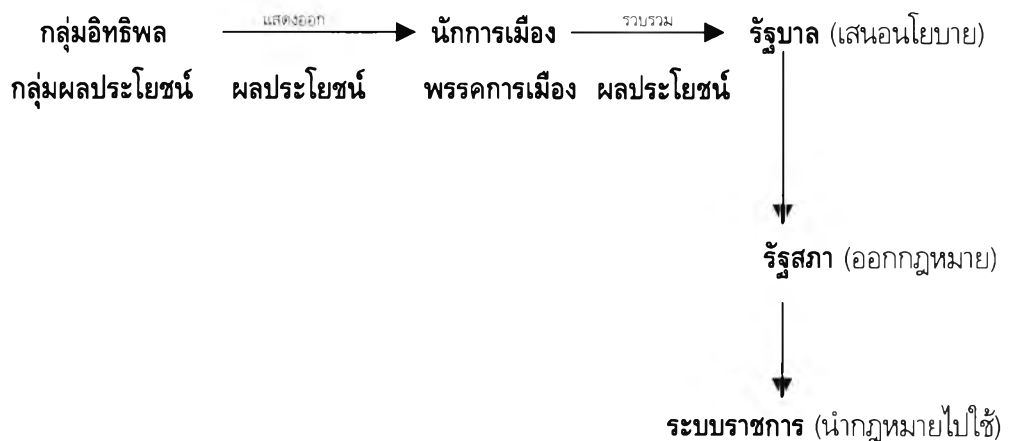 กลุ่มอิทธิพล แสดงออก นักการเมือง รวบรวม รัฐบาล (เสนอนโยบาย)
กลุ่มผลประโยชน์ ผลประโยชน์ พรรคการเมือง ผลประโยชน์
รัฐสภา (ออกกฎหมาย)
ระบบราชการ (นำกฎหมายไปใช้)